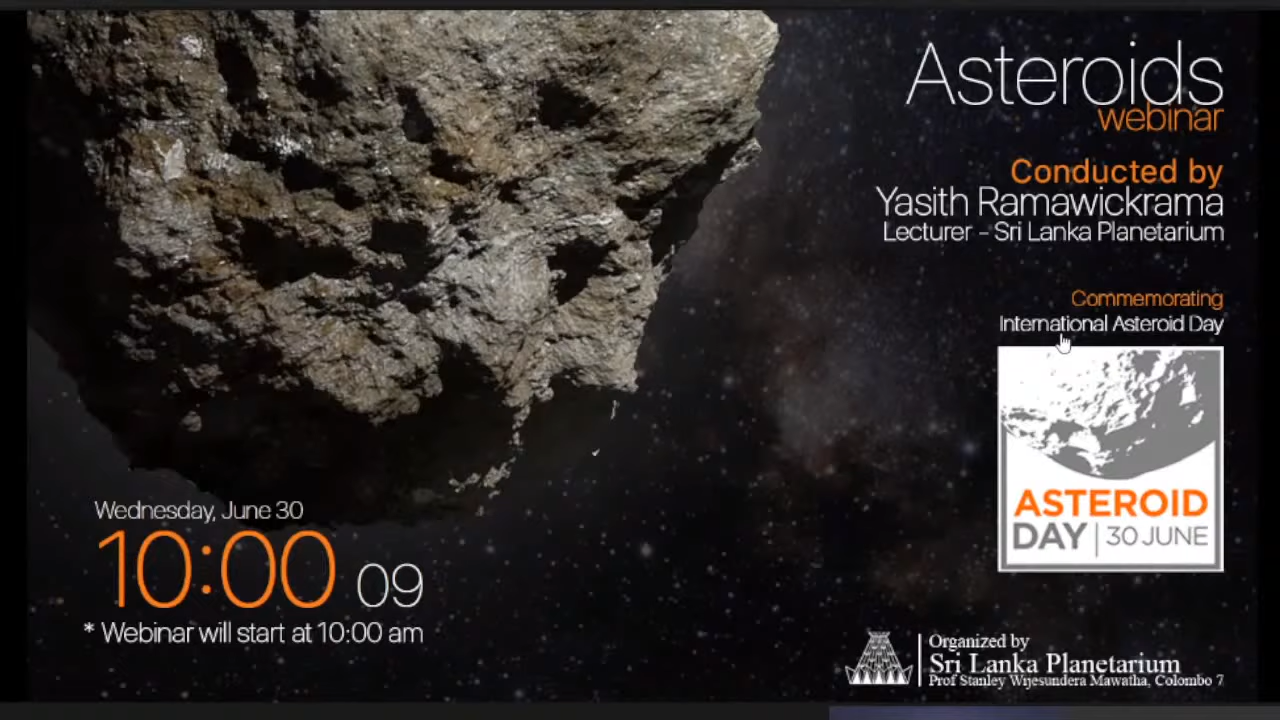 Asteroids
webinar
Conducted by
Yasith Ramawickrama
Lecturer - Sri Lanka Planetarium
Commemorating
International Asteroid Day
ASTEROID
DAY | 30 JUNE
Wednesday, June 30
10:00 09
* Webinar will start at 10:00 am
Organized by
Sri Lanka Planetarium
Prof Stanley Wijesundera Mawatha, Colombo 7